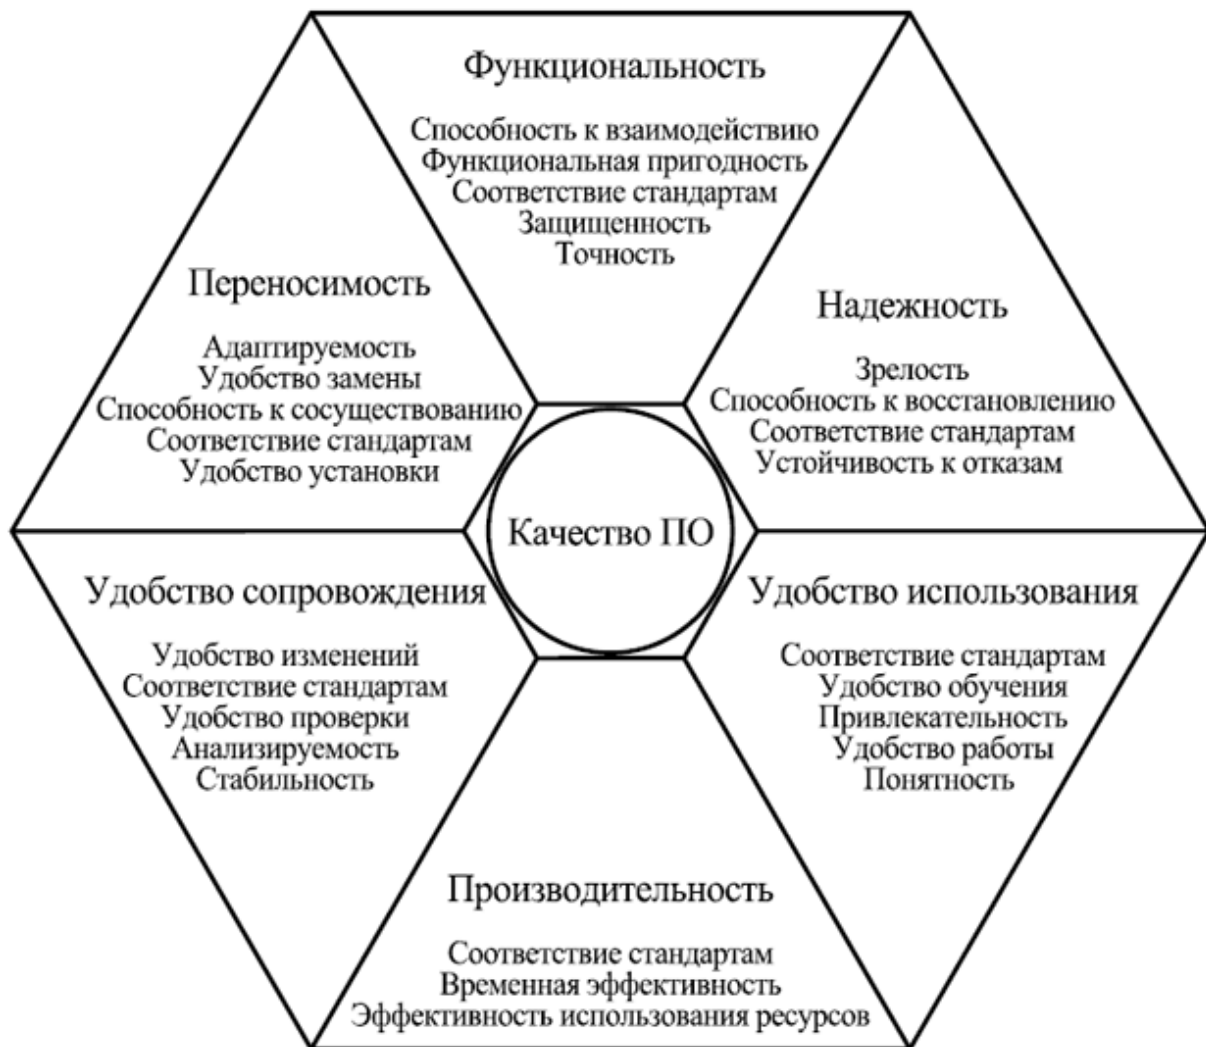 Функциональность
Способность к взаимодействию
Функциональная пригодность
Соответствие стандартам
Защищенность
Точность
Переносимость
Адаптируемость
Удобство замены
Способность к сосуществованию
Соответствие стандартам
Удобство установки
Надежность
Зрелость
Способность к восстановлению
Соответствие стандартам
Устойчивость к отказам
Качество ПО
Удобство сопровождения
Удобство изменений
Соответствие стандартам
Удобство проверки
Анализируемость
Стабильность
Удобство использования
Соответствие стандартам
Удобство обучения
Привлекательность
Удобство работы
Понятность
Производительность
Соответствие стандартам
Временная эффективность
Эффективность использования ресурсов